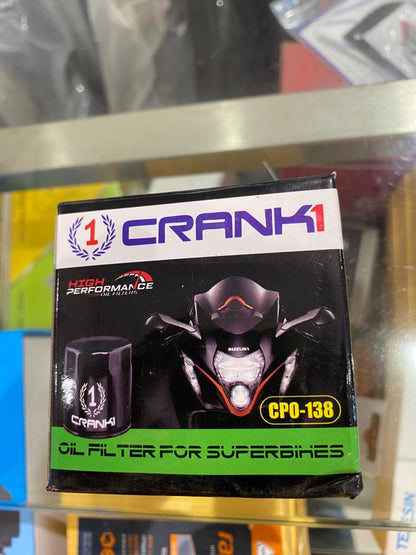 1 CRANK1
HIGH
PERFORMANCE
OIL FILTERS
SUZUKI
1
CRANK1
CPO-138
OIL FILTER FOR SUPERBIKES